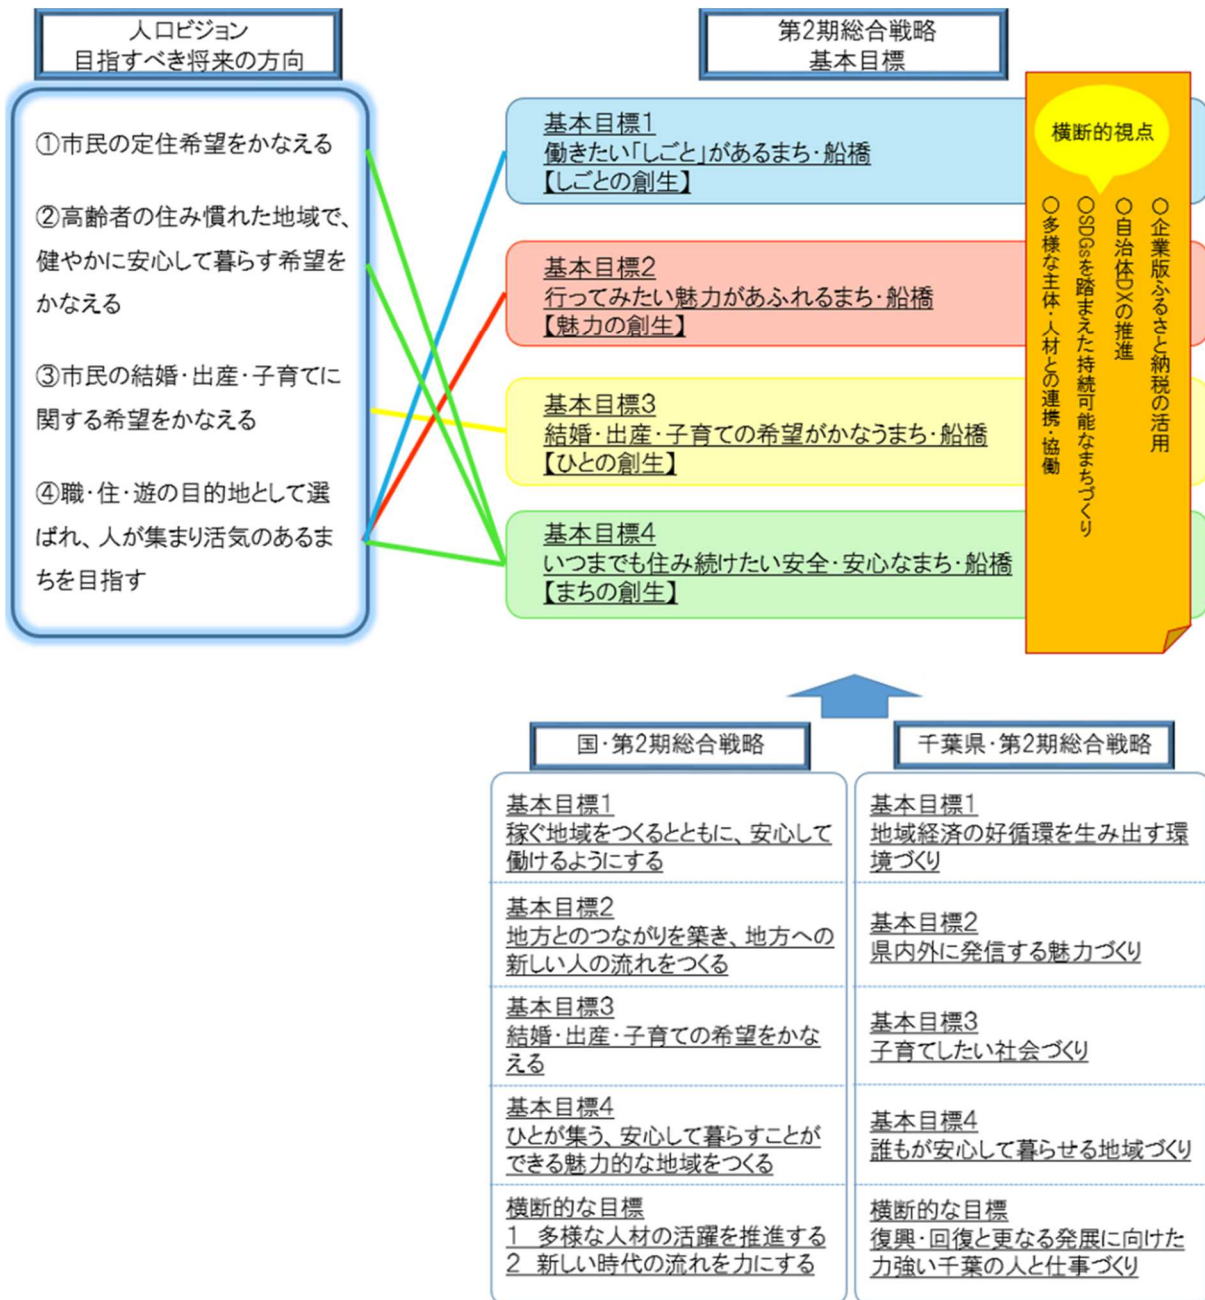 人口ビジョン
目指すべき将来の方向
①市民の定住希望をかなえる
②高齢者の住み慣れた地域で、
健やかに安心して暮らす希望を
かなえる
③市民の結婚・出産・子育てに
関する希望をかなえる
④職・住・遊の目的地として選
ばれ、人が集まり活気のあるま
ちを目指す
第2期総合戦略
基本目標
基本目標1
働きたい「しごと」があるまち・船橋
【しごとの創生】
基本目標2
行ってみたい魅力があふれるまち・船橋
【魅力の創生】
基本目標3
結婚・出産・子育ての希望がかなうまち・船橋
【ひとの創生】
基本目標4
いつまでも住み続けたい安全・安心なまち・船橋
【まちの創生】
横断的視点
○企業版ふるさと納税の活用
○自治体DXの推進
○SDGsを踏まえた持続可能なまちづくり
○多様な主体・人材との連携・協働
国・第2期総合戦略
基本目標1
稼ぐ地域をつくるとともに、安心して
働けるようにする
基本目標2
地方とのつながりを築き、地方への
新しい人の流れをつくる
基本目標3
結婚・出産・子育ての希望をかな
える
基本目標4
ひとが集う、安心して暮らすことが
できる魅力的な地域をつくる
横断的な目標
1 多様な人材の活躍を推進する
2 新しい時代の流れを力にする
千葉県・第2期総合戦略
基本目標1
地域経済の好循環を生み出す環
境づくり
基本目標2
県内外に発信する魅力づくり
基本目標3
子育てしたい社会づくり
基本目標4
誰もが安心して暮らせる地域づくり
横断的な目標
復興・回復と更なる発展に向けた
力強い千葉の人と仕事づくり